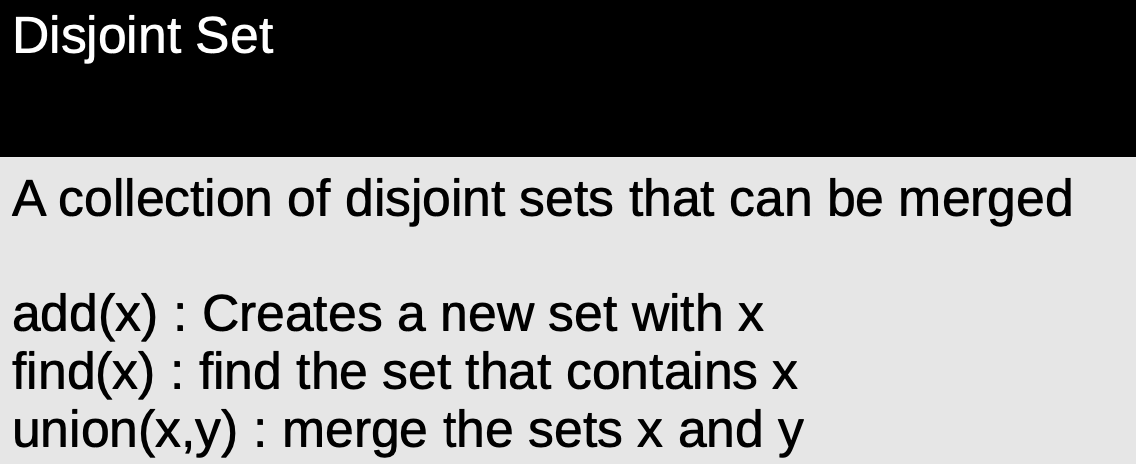 Disjoint Set
A collection of disjoint sets that can be merged
add(x) : Creates a new set with x
find(x) : find the set that contains x
union(x,y) : merge the sets x and y